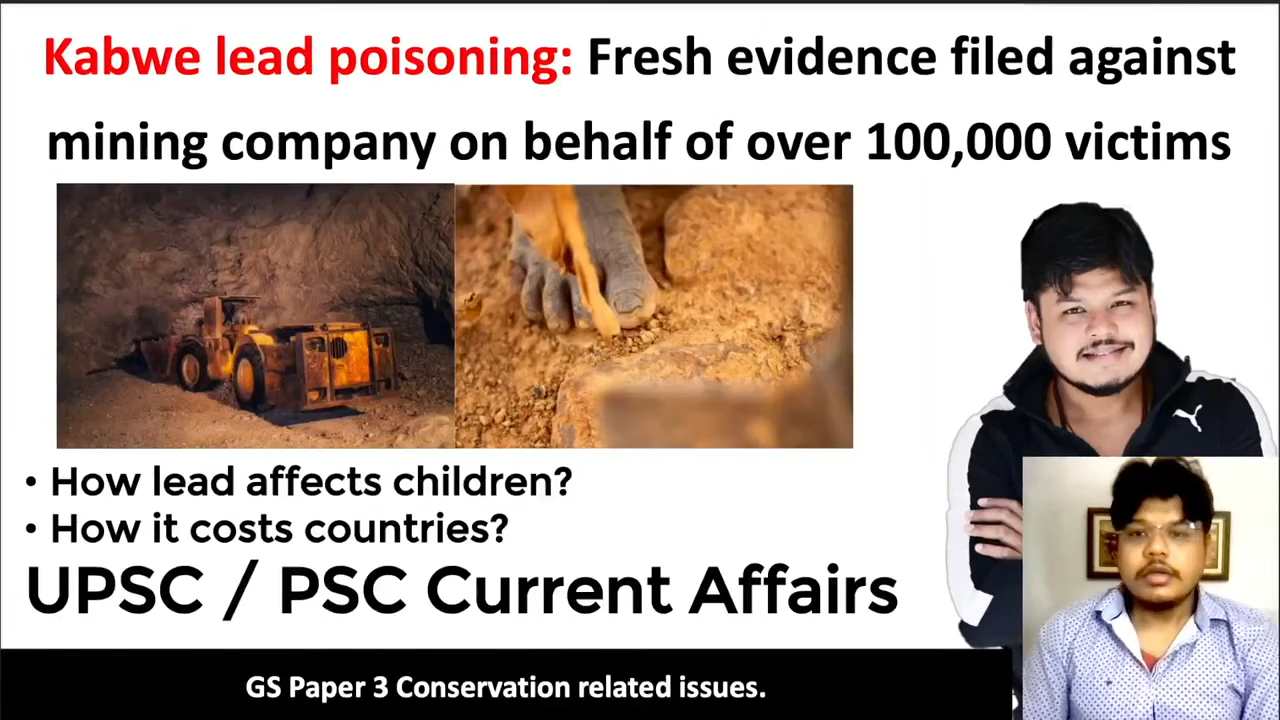 Kabwe lead poisoning: Fresh evidence filed against
mining company on behalf of over 100,000 victims
• How lead affects children?
• How it costs countries?
UPSC / PSC Current Affairs
GS Paper 3 Conservation related issues.